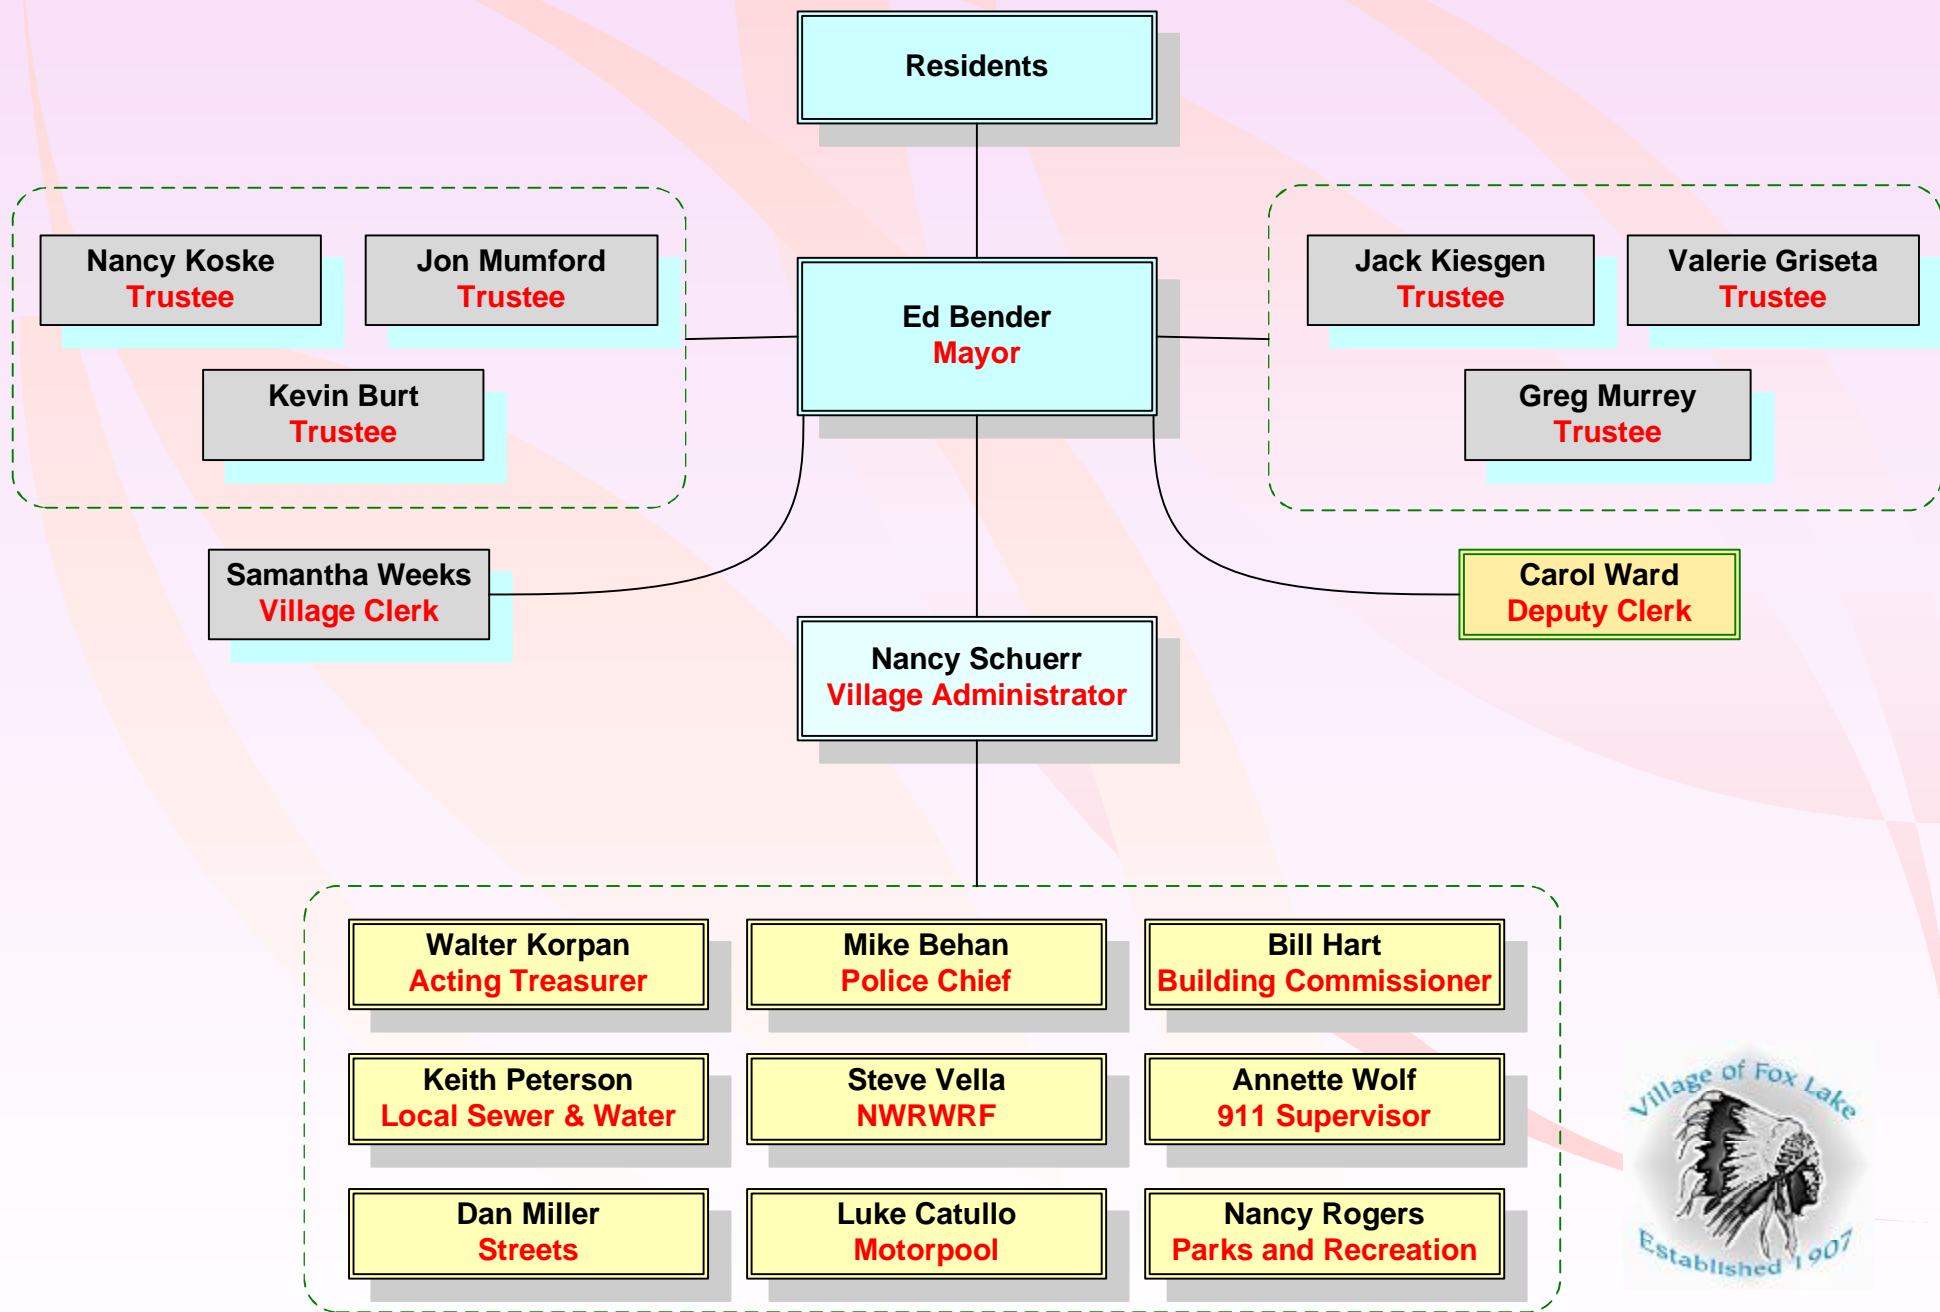 Residents
Nancy Koske
Trustee
Jon Mumford
Trustee
Kevin Burt
Trustee
Ed Bender
Mayor
Jack Kiesgen
Trustee
Valerie Griseta
Trustee
Greg Murrey
Trustee
Samantha Weeks
Village Clerk
Carol Ward
Deputy Clerk
Nancy Schuerr
Village Administrator
Walter Korpan
Acting Treasurer
Mike Behan
Police Chief
Bill Hart
Building Commissioner
Keith Peterson
Local Sewer & Water
Steve Vella
NWRWRF
Annette Wolf
911 Supervisor
Dan Miller
Streets
Luke Catullo
Motorpool
Nancy Rogers
Parks and Recreation
Village of Fox Lake
Established 1907